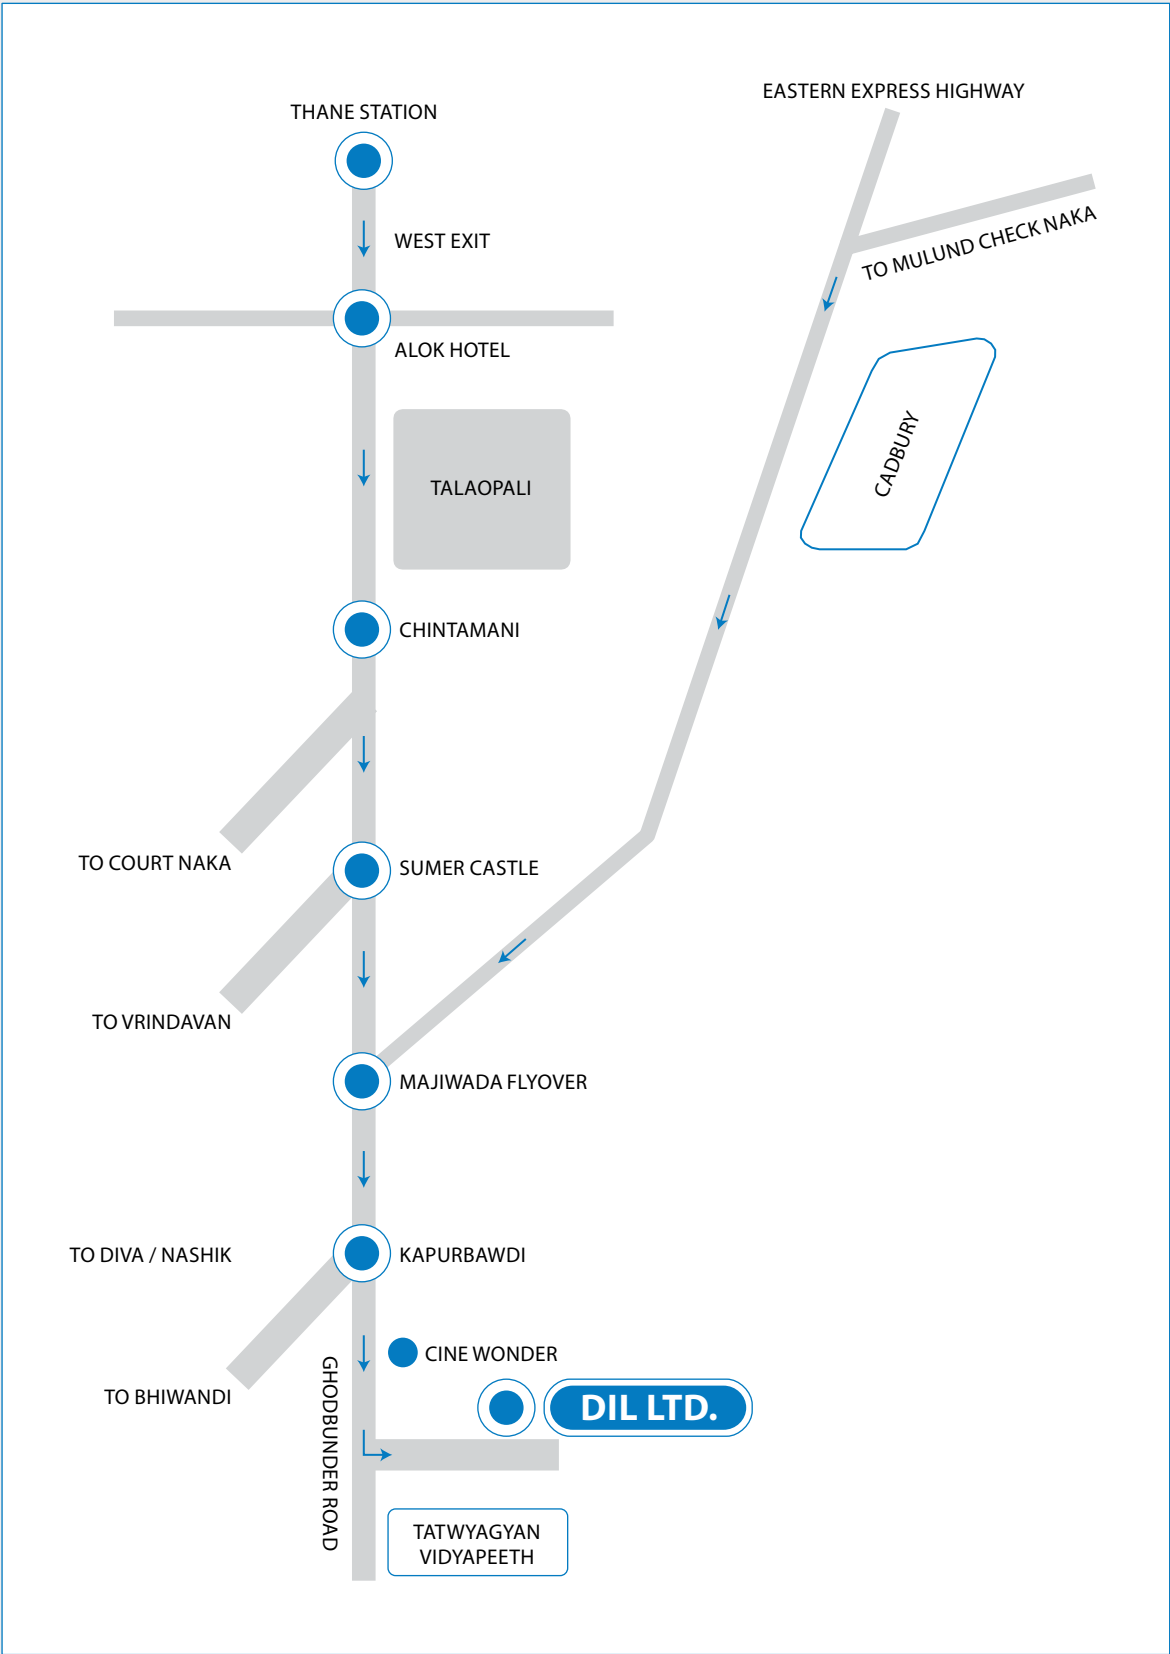 EASTERN EXPRESS HIGHWAY
THANE STATION
TO MULUND CHECK NAKA
WEST EXIT
ALOK HOTEL
CADBURY
TALAOPALI
CHINTAMANI
TO COURT NAKA
SUMER CASTLE
TO VRINDAVAN
MAJIWADA FLYOVER
TO DIVA / NASHIK
KAPURBAWDI
CINE WONDER
TO BHIWANDI
DIL LTD.
GHODBUNDER ROAD
TATWYAGYAN
VIDYAPEETH